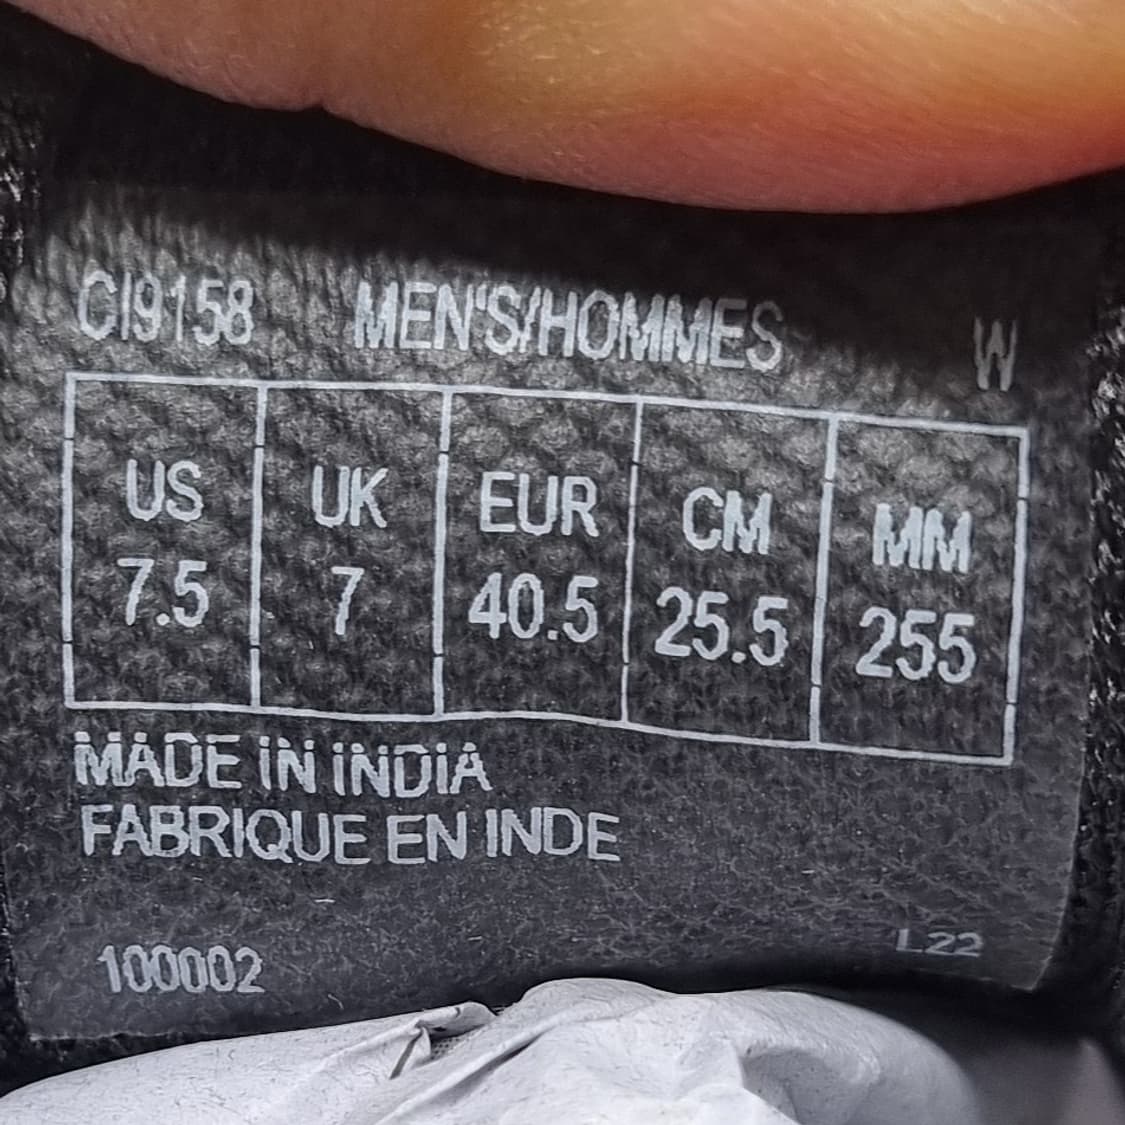 CI9158 MEN'S/HOMMES W
US UK EUR CM MM
7.5 7 40.5 25.5 255
MADE IN INDIA
FABRIQUE EN INDE
100002 L22